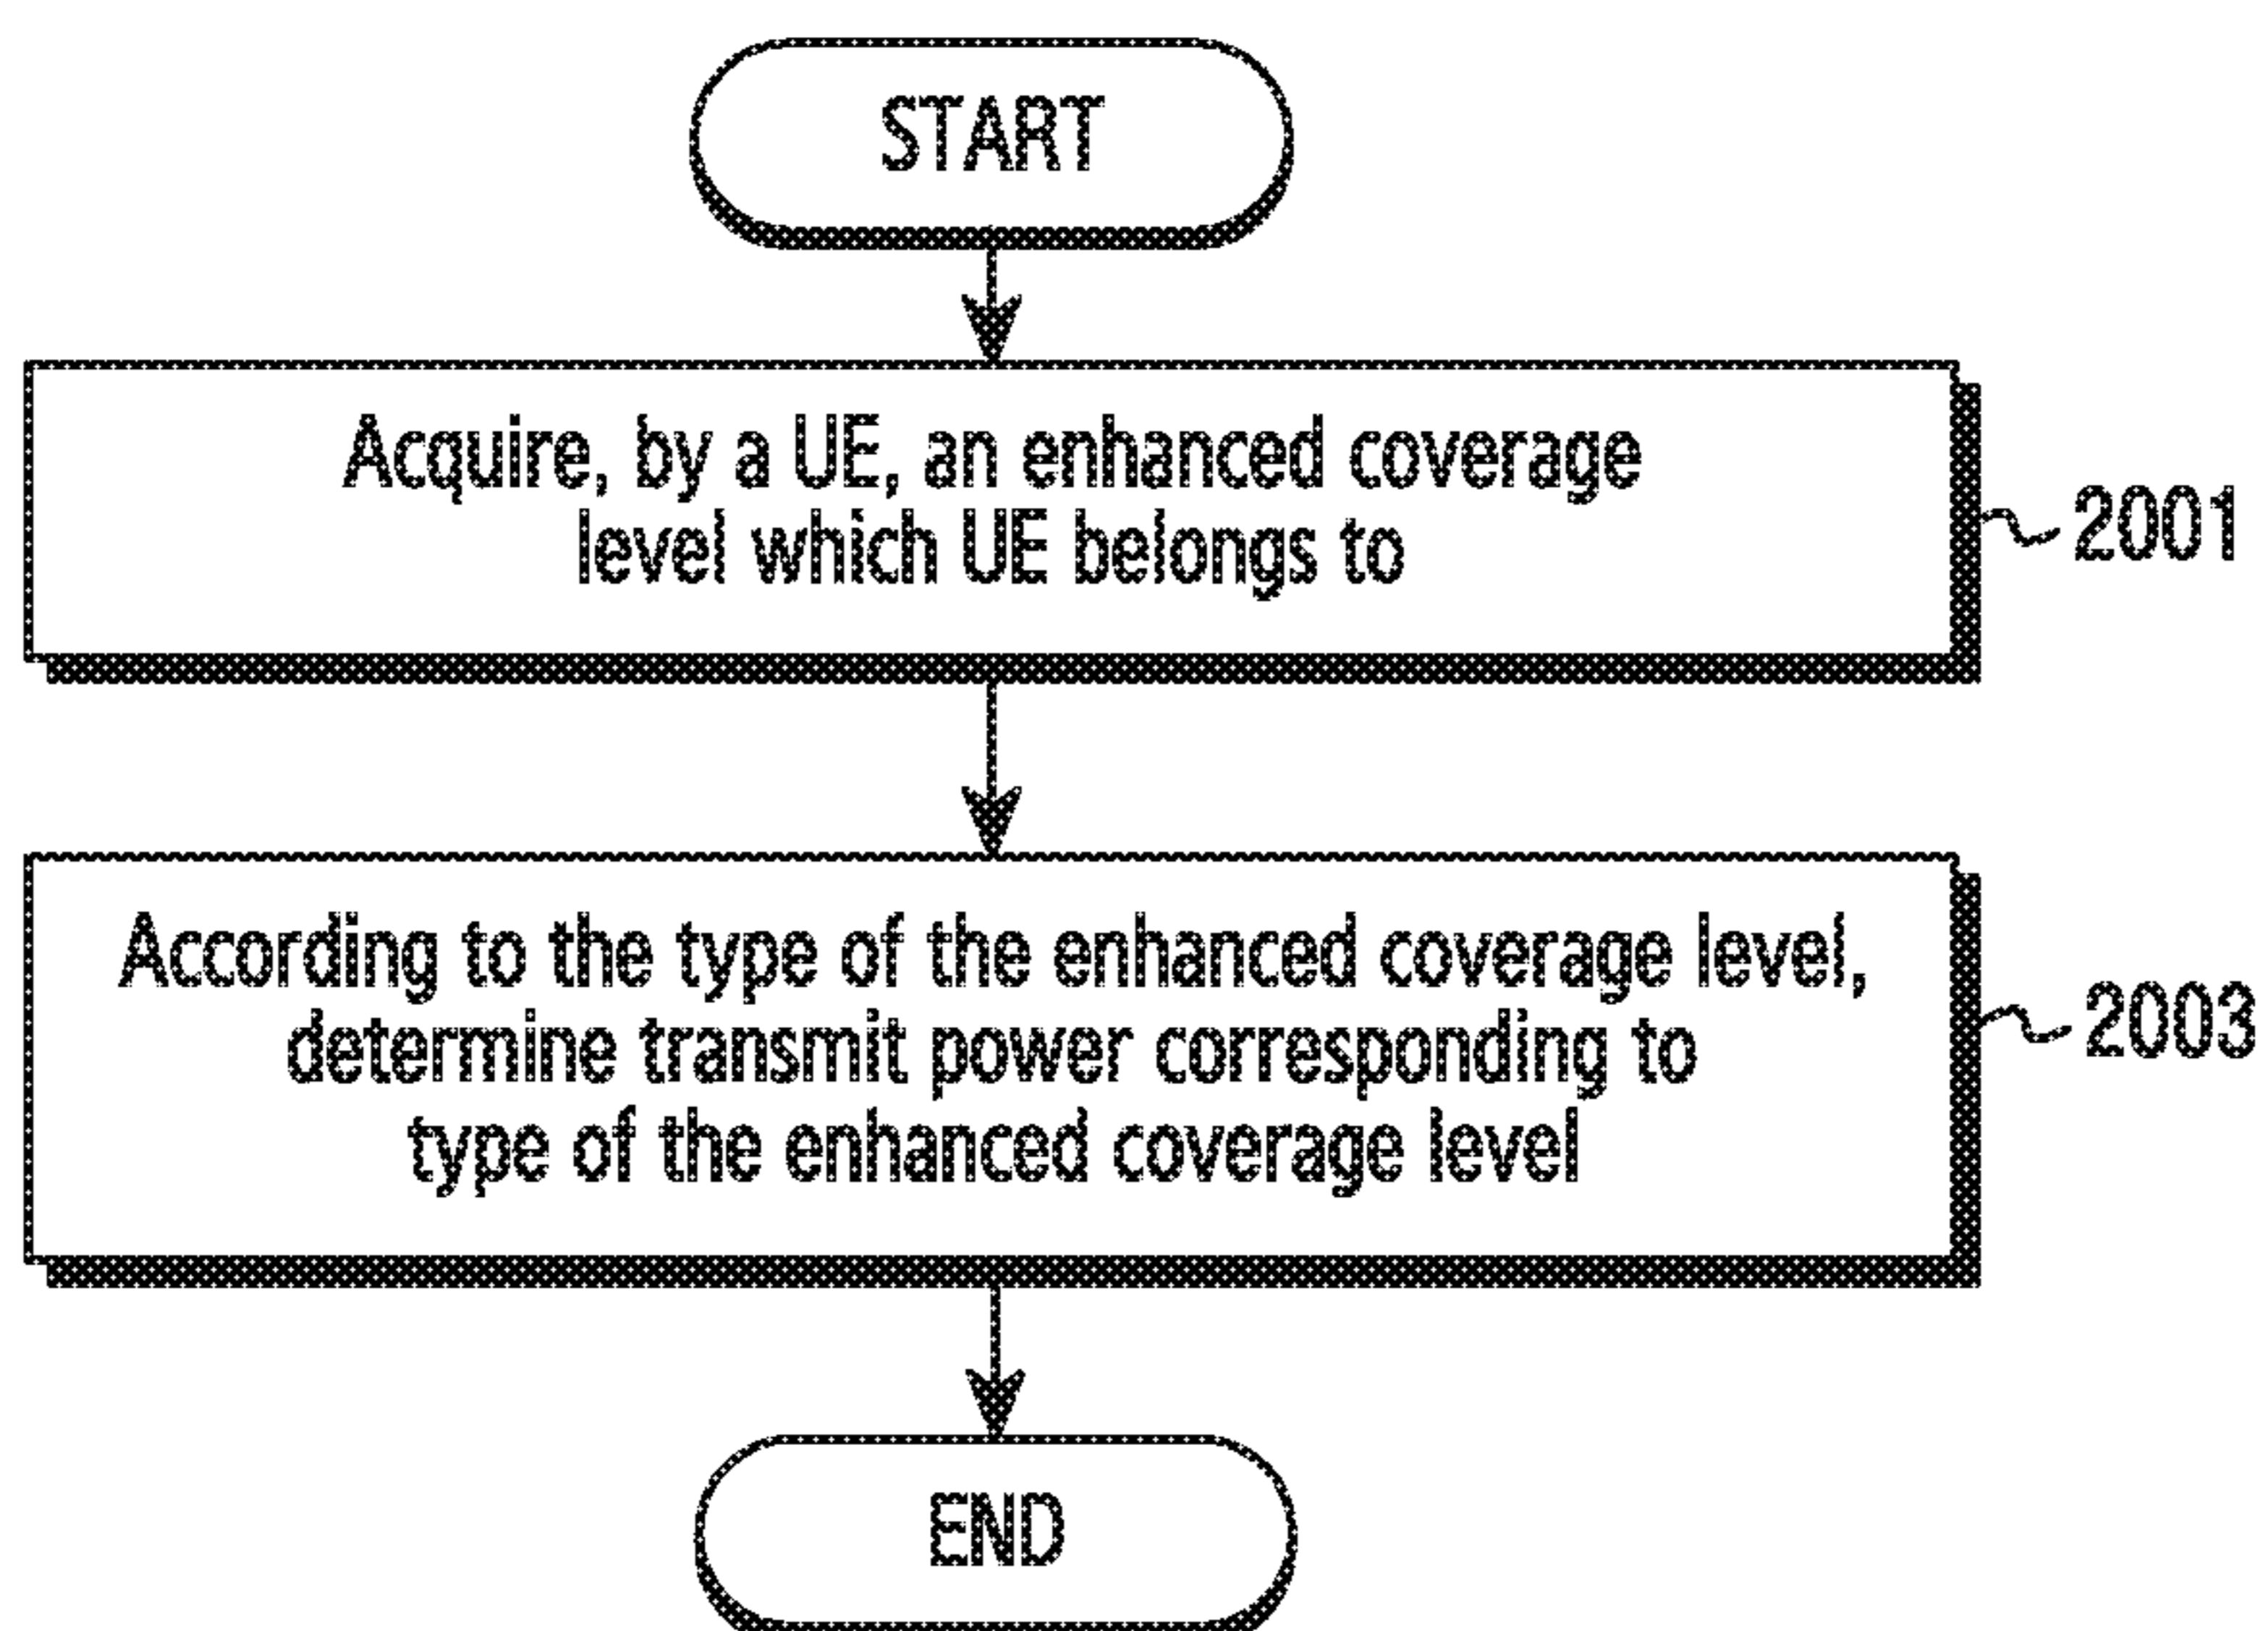 START
Acquire, by a UE, an enhanced coverage
level which UE belongs to
2001
According to the type of the enhanced coverage level,
determine transmit power corresponding to
type of the enhanced coverage level
2003
END